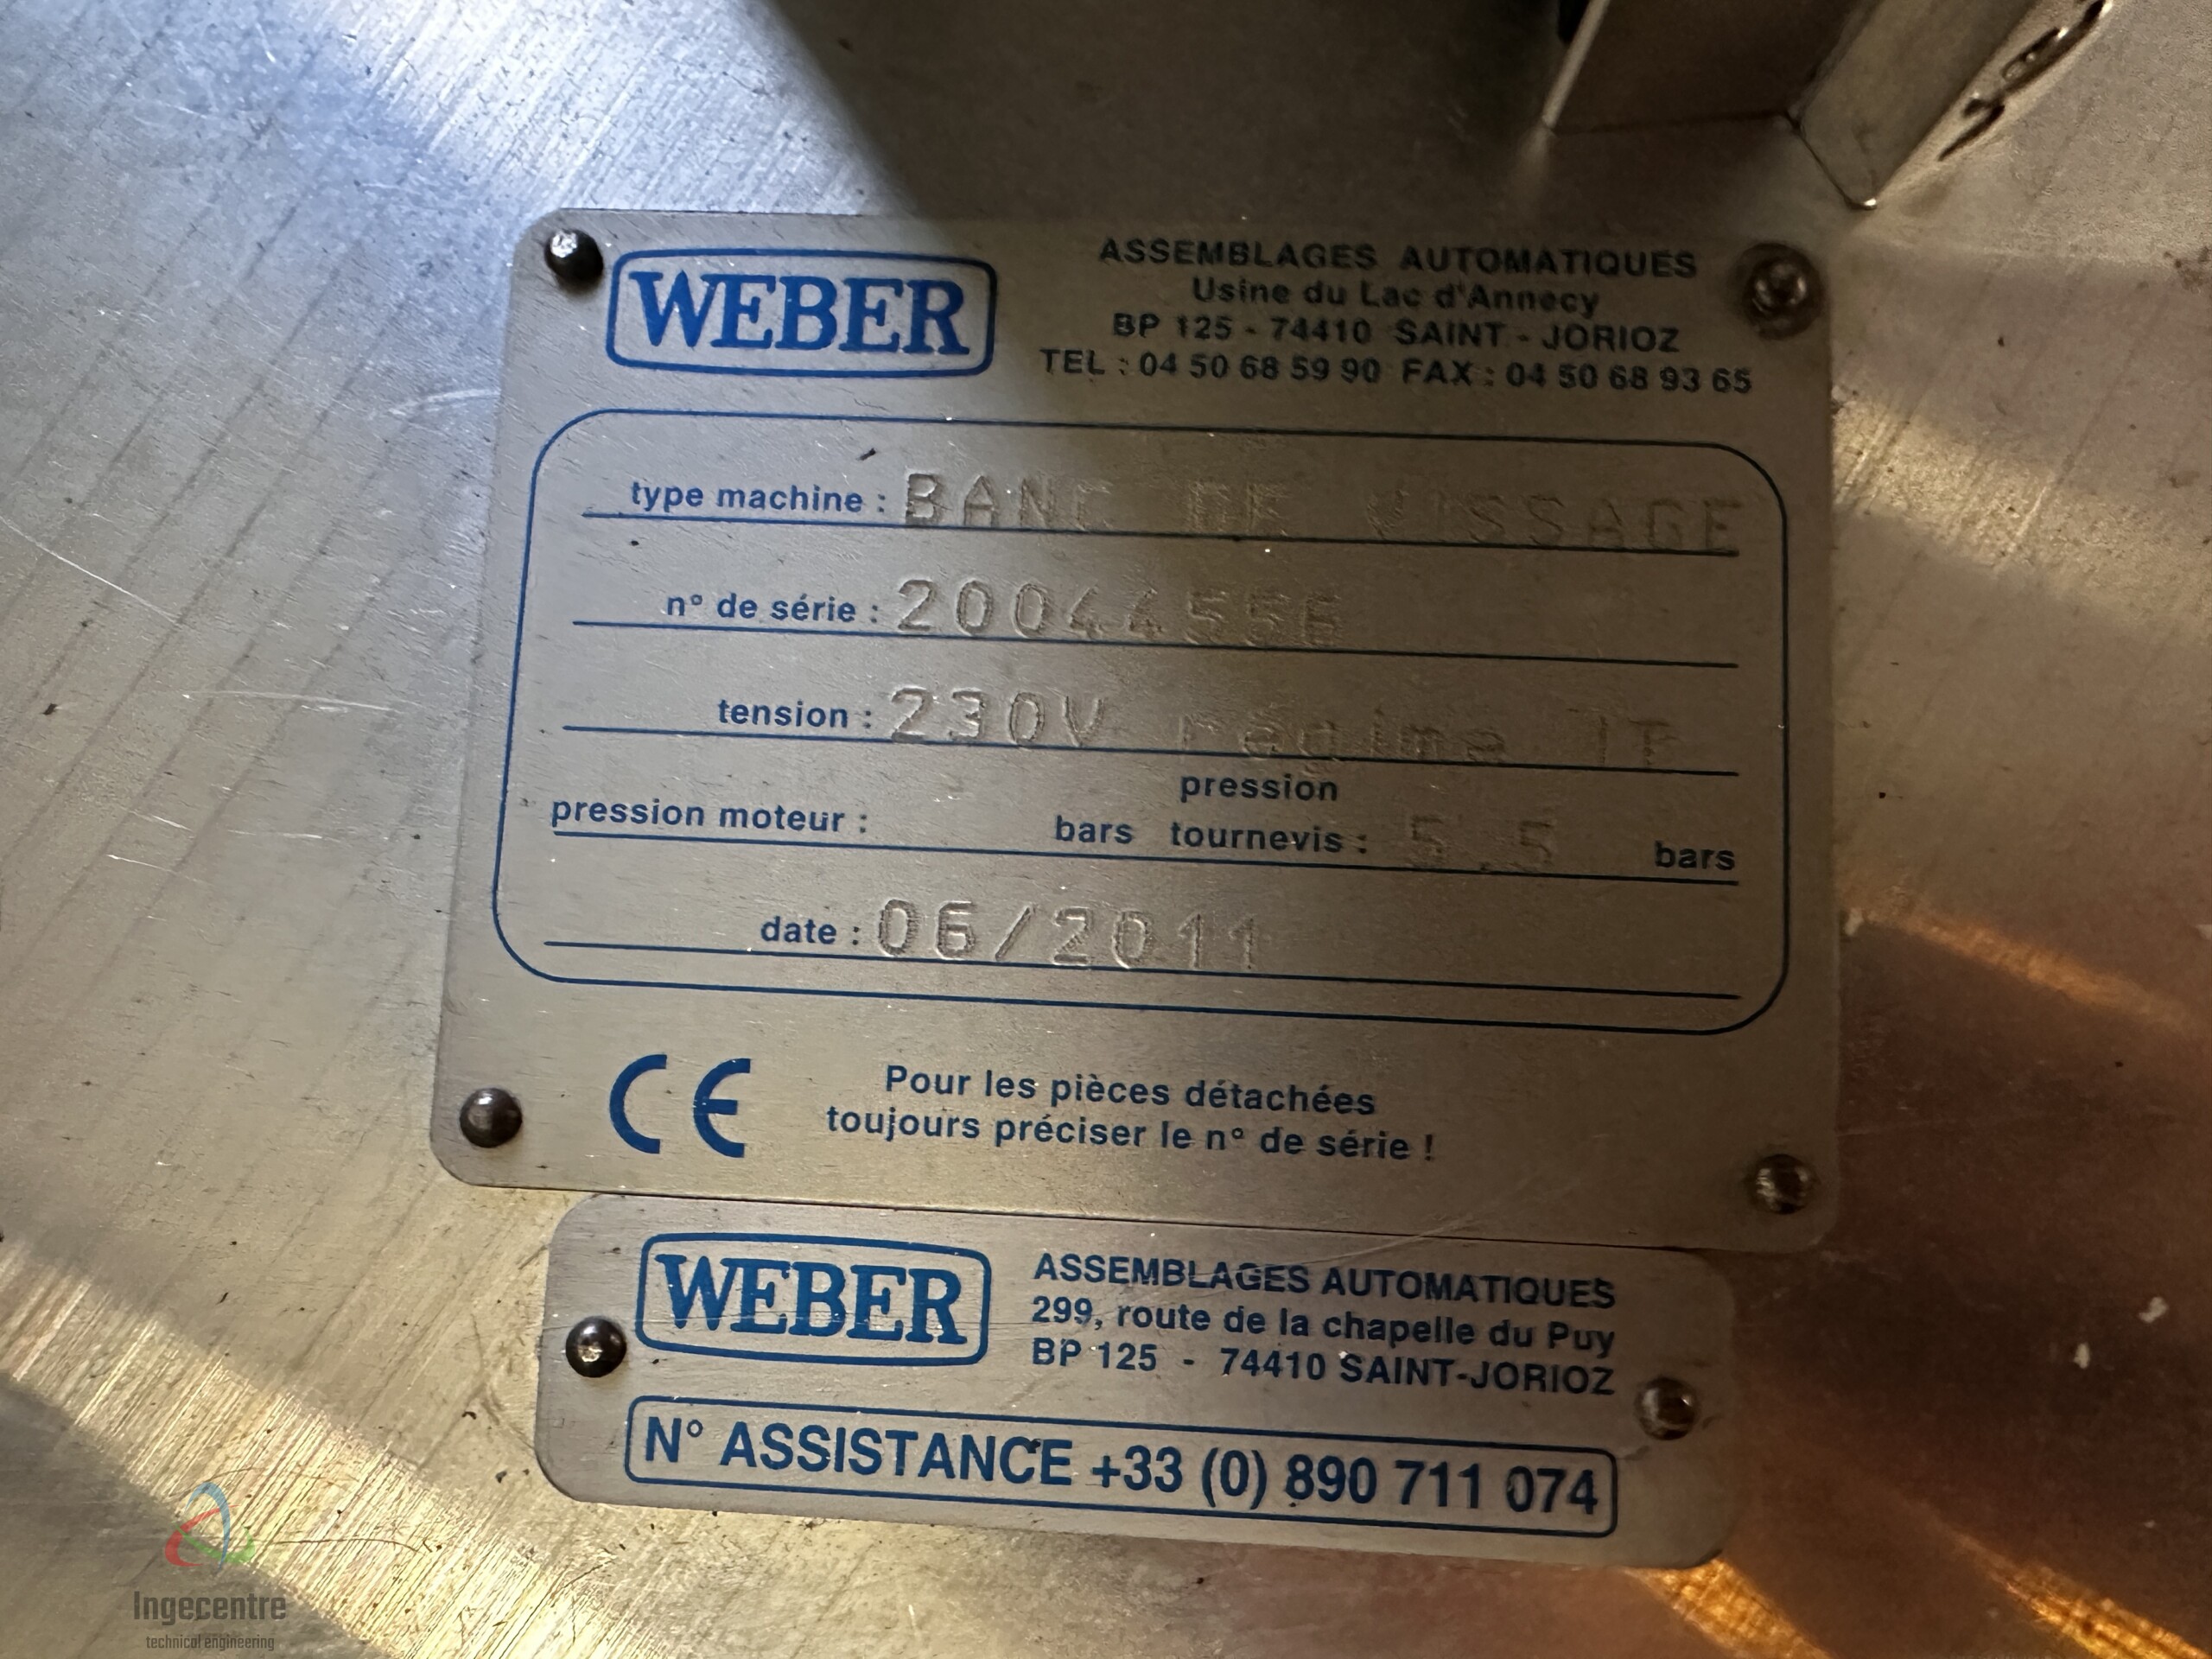 WEBER
ASSEMBLAGES AUTOMATIQUES
Usine du Lac d'Annecy
BP 125 - 74410 SAINT - JORIOZ
TEL : 04 50 68 59 90 FAX : 04 50 68 93 65
type machine : BANC DE VISSAGE
n° de série : 20044556
tension : 230V régime IT
pression moteur : bars pression tournevis : 5.5 bars
date : 06/2011
CE
Pour les pièces détachées
toujours préciser le n° de série !
WEBER
ASSEMBLAGES AUTOMATIQUES
299, route de la chapelle du Puy
BP 125 - 74410 SAINT-JORIOZ
N° ASSISTANCE +33 (0) 890 711 074
Ingecentre
technical engineering